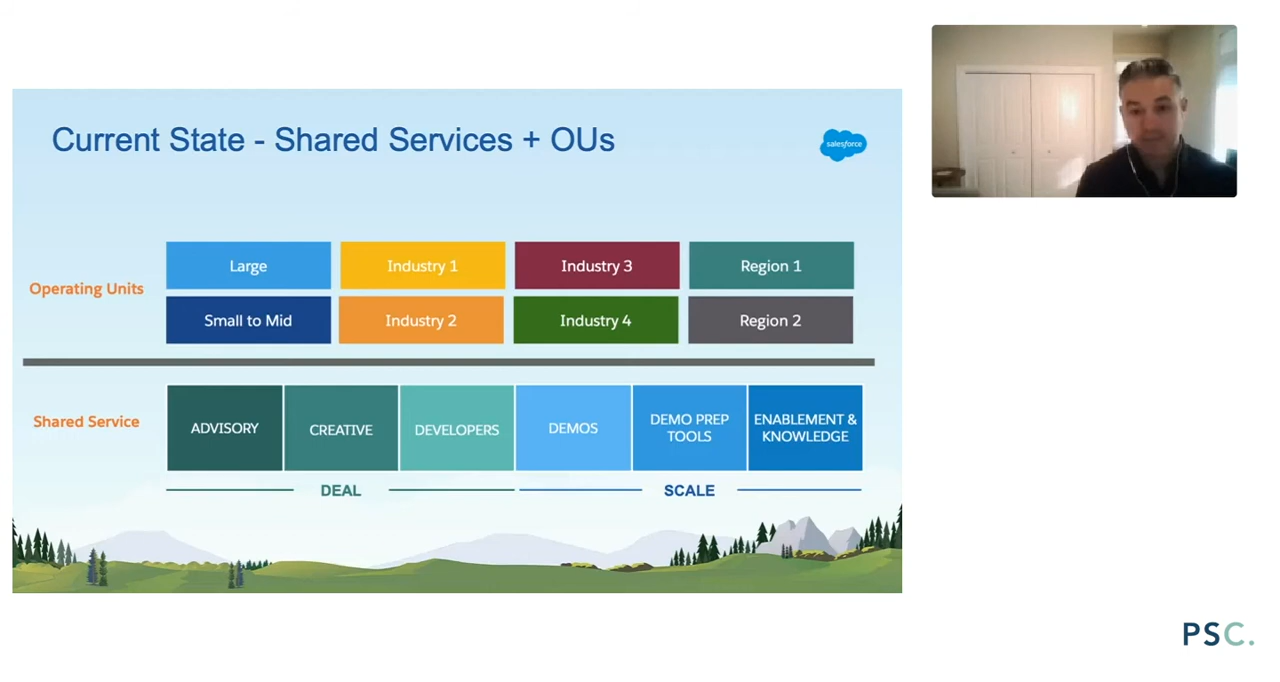 Current State - Shared Services + OUs
salesforce
Operating Units
Large
Industry 1
Industry 3
Region 1
Small to Mid
Industry 2
Industry 4
Region 2
Shared Service
ADVISORY
CREATIVE
DEVELOPERS
DEMOS
DEMO PREP
TOOLS
ENABLEMENT &
KNOWLEDGE
DEAL
SCALE
PSC.